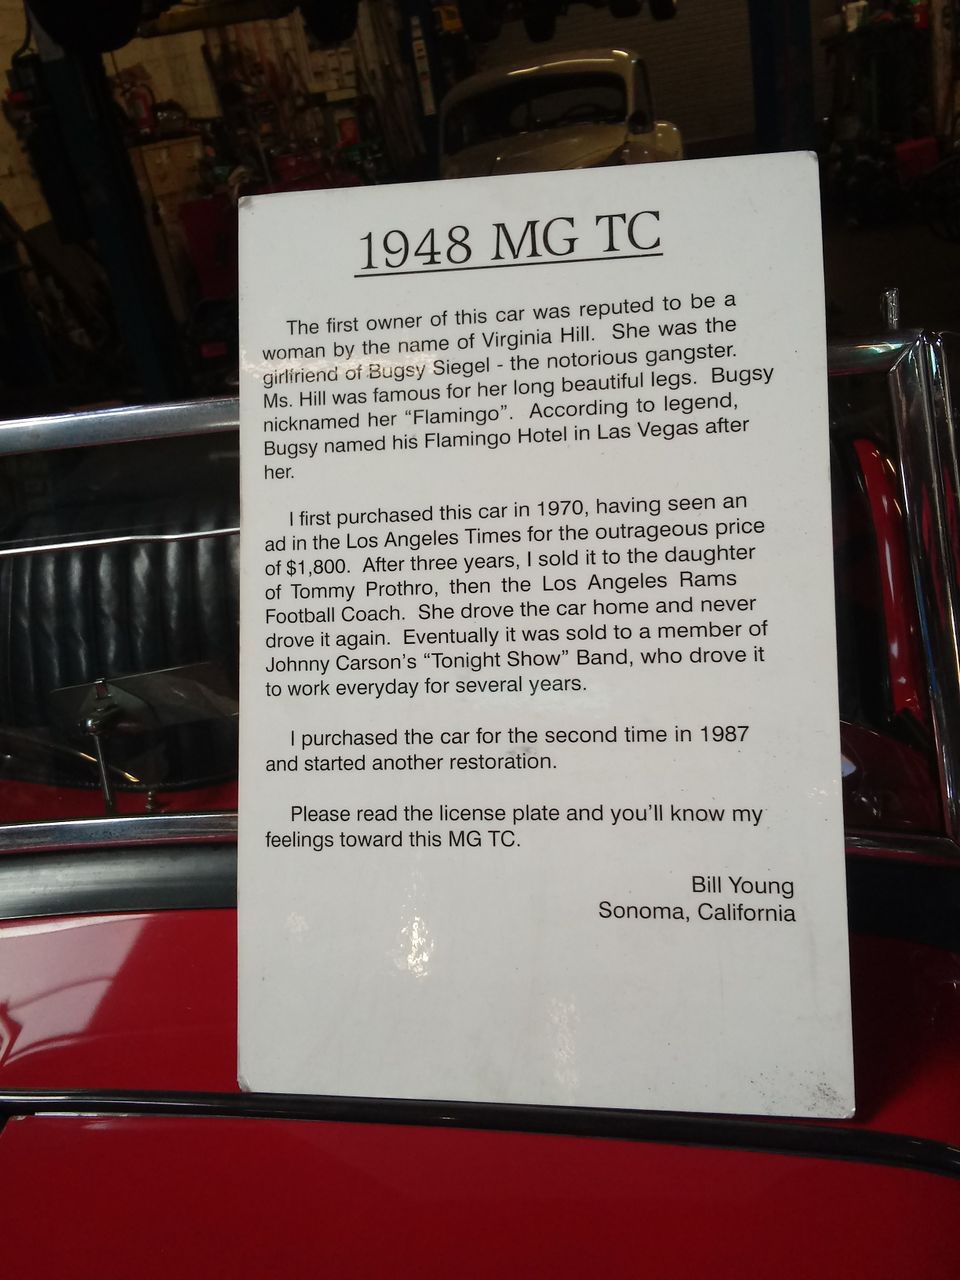 1948 MG TC
The first owner of this car was reputed to be a
woman by the name of Virginia Hill. She was the
girlfriend of Bugsy Siegel - the notorious gangster.
Ms. Hill was famous for her long beautiful legs. Bugsy
nicknamed her “Flamingo”. According to legend,
Bugsy named his Flamingo Hotel in Las Vegas after
her.
I first purchased this car in 1970, having seen an
ad in the Los Angeles Times for the outrageous price
of $1,800. After three years, I sold it to the daughter
of Tommy Prothro, then the Los Angeles Rams
Football Coach. She drove the car home and never
drove it again. Eventually it was sold to a member of
Johnny Carson’s “Tonight Show” Band, who drove it
to work everyday for several years.
I purchased the car for the second time in 1987
and started another restoration.
Please read the license plate and you’ll know my
feelings toward this MG TC.
Bill Young
Sonoma, California